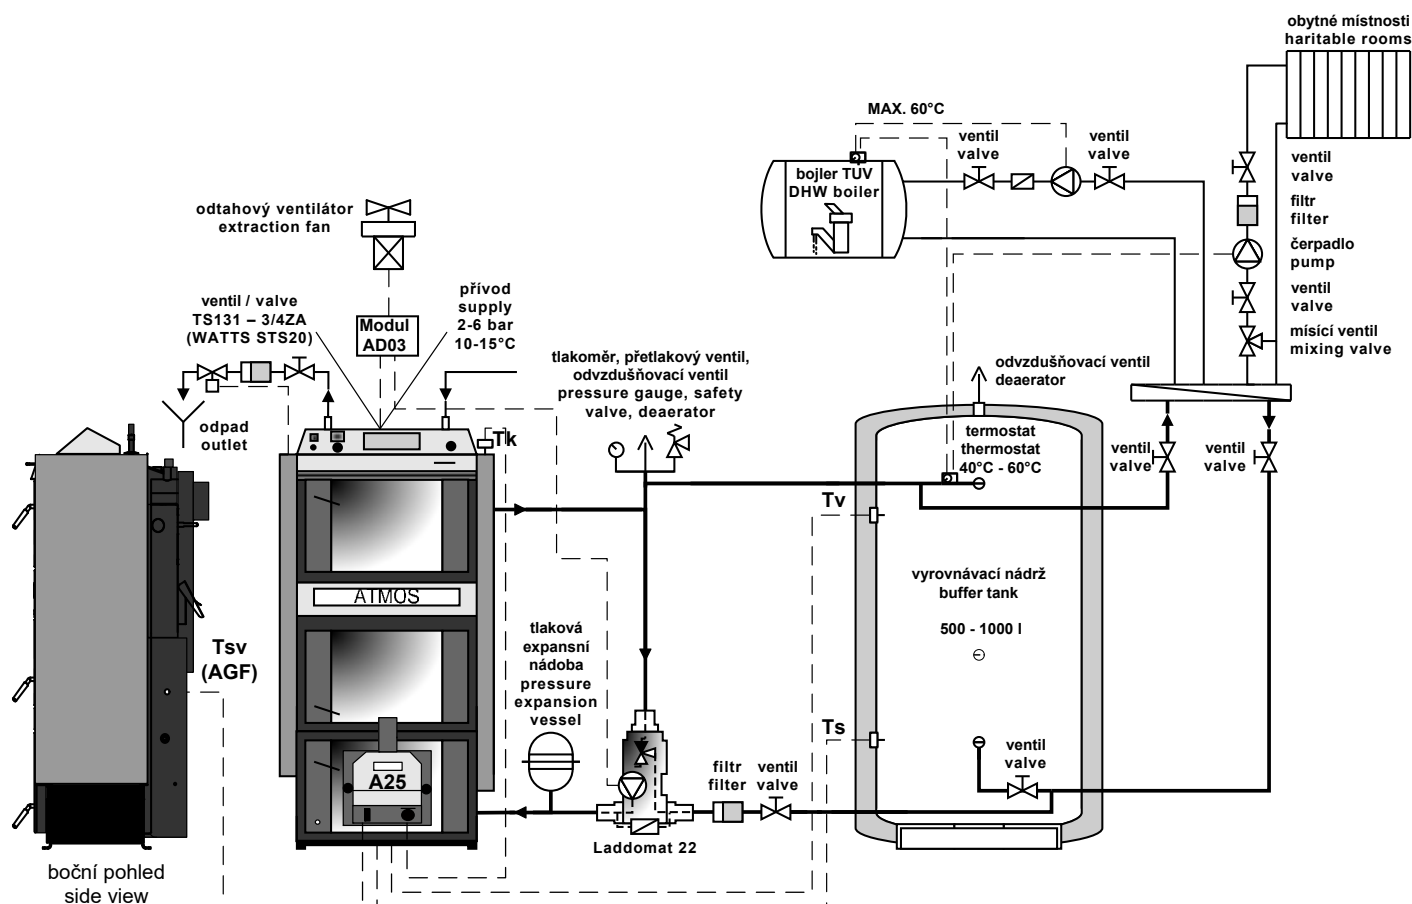 obytné místnosti
haritable rooms
MAX. 60°C
ventil
valve
ventil
valve
bojler TUV
DHW boiler
ventil
valve
filtr
filter
čerpadlo
pump
ventil
valve
mísící ventil
mixing valve
odtahový ventilátor
extraction fan
ventil / valve
TS131 – 3/4ZA
(WATTS STS20)
Modul
AD03
přívod
supply
2-6 bar
10-15°C
tlakoměr, přetlakový ventil,
odvzdušňovací ventil
pressure gauge, safety
valve, deaerator
odvzdušňovací ventil
deaerator
odpad
outlet
Tk
termostat
thermostat
40°C - 60°C
ventil
valve
ventil
valve
Tv
ATMOS
vyrovnávací nádrž
buffer tank
500 - 1000 l
Tsv
(AGF)
tlaková
expansní
nádoba
pressure
expansion
vessel
Ts
A25
filtr
filter
ventil
valve
ventil
valve
Laddomat 22
boční pohled
side view